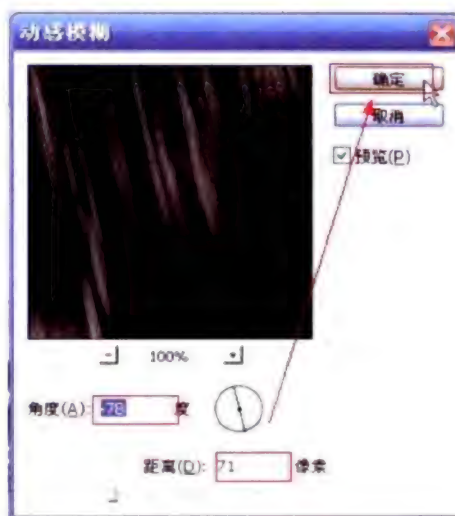 动感模糊
确定
取消
预览(P)
100%
角度(A): -78 度
距离(D): 71 像素